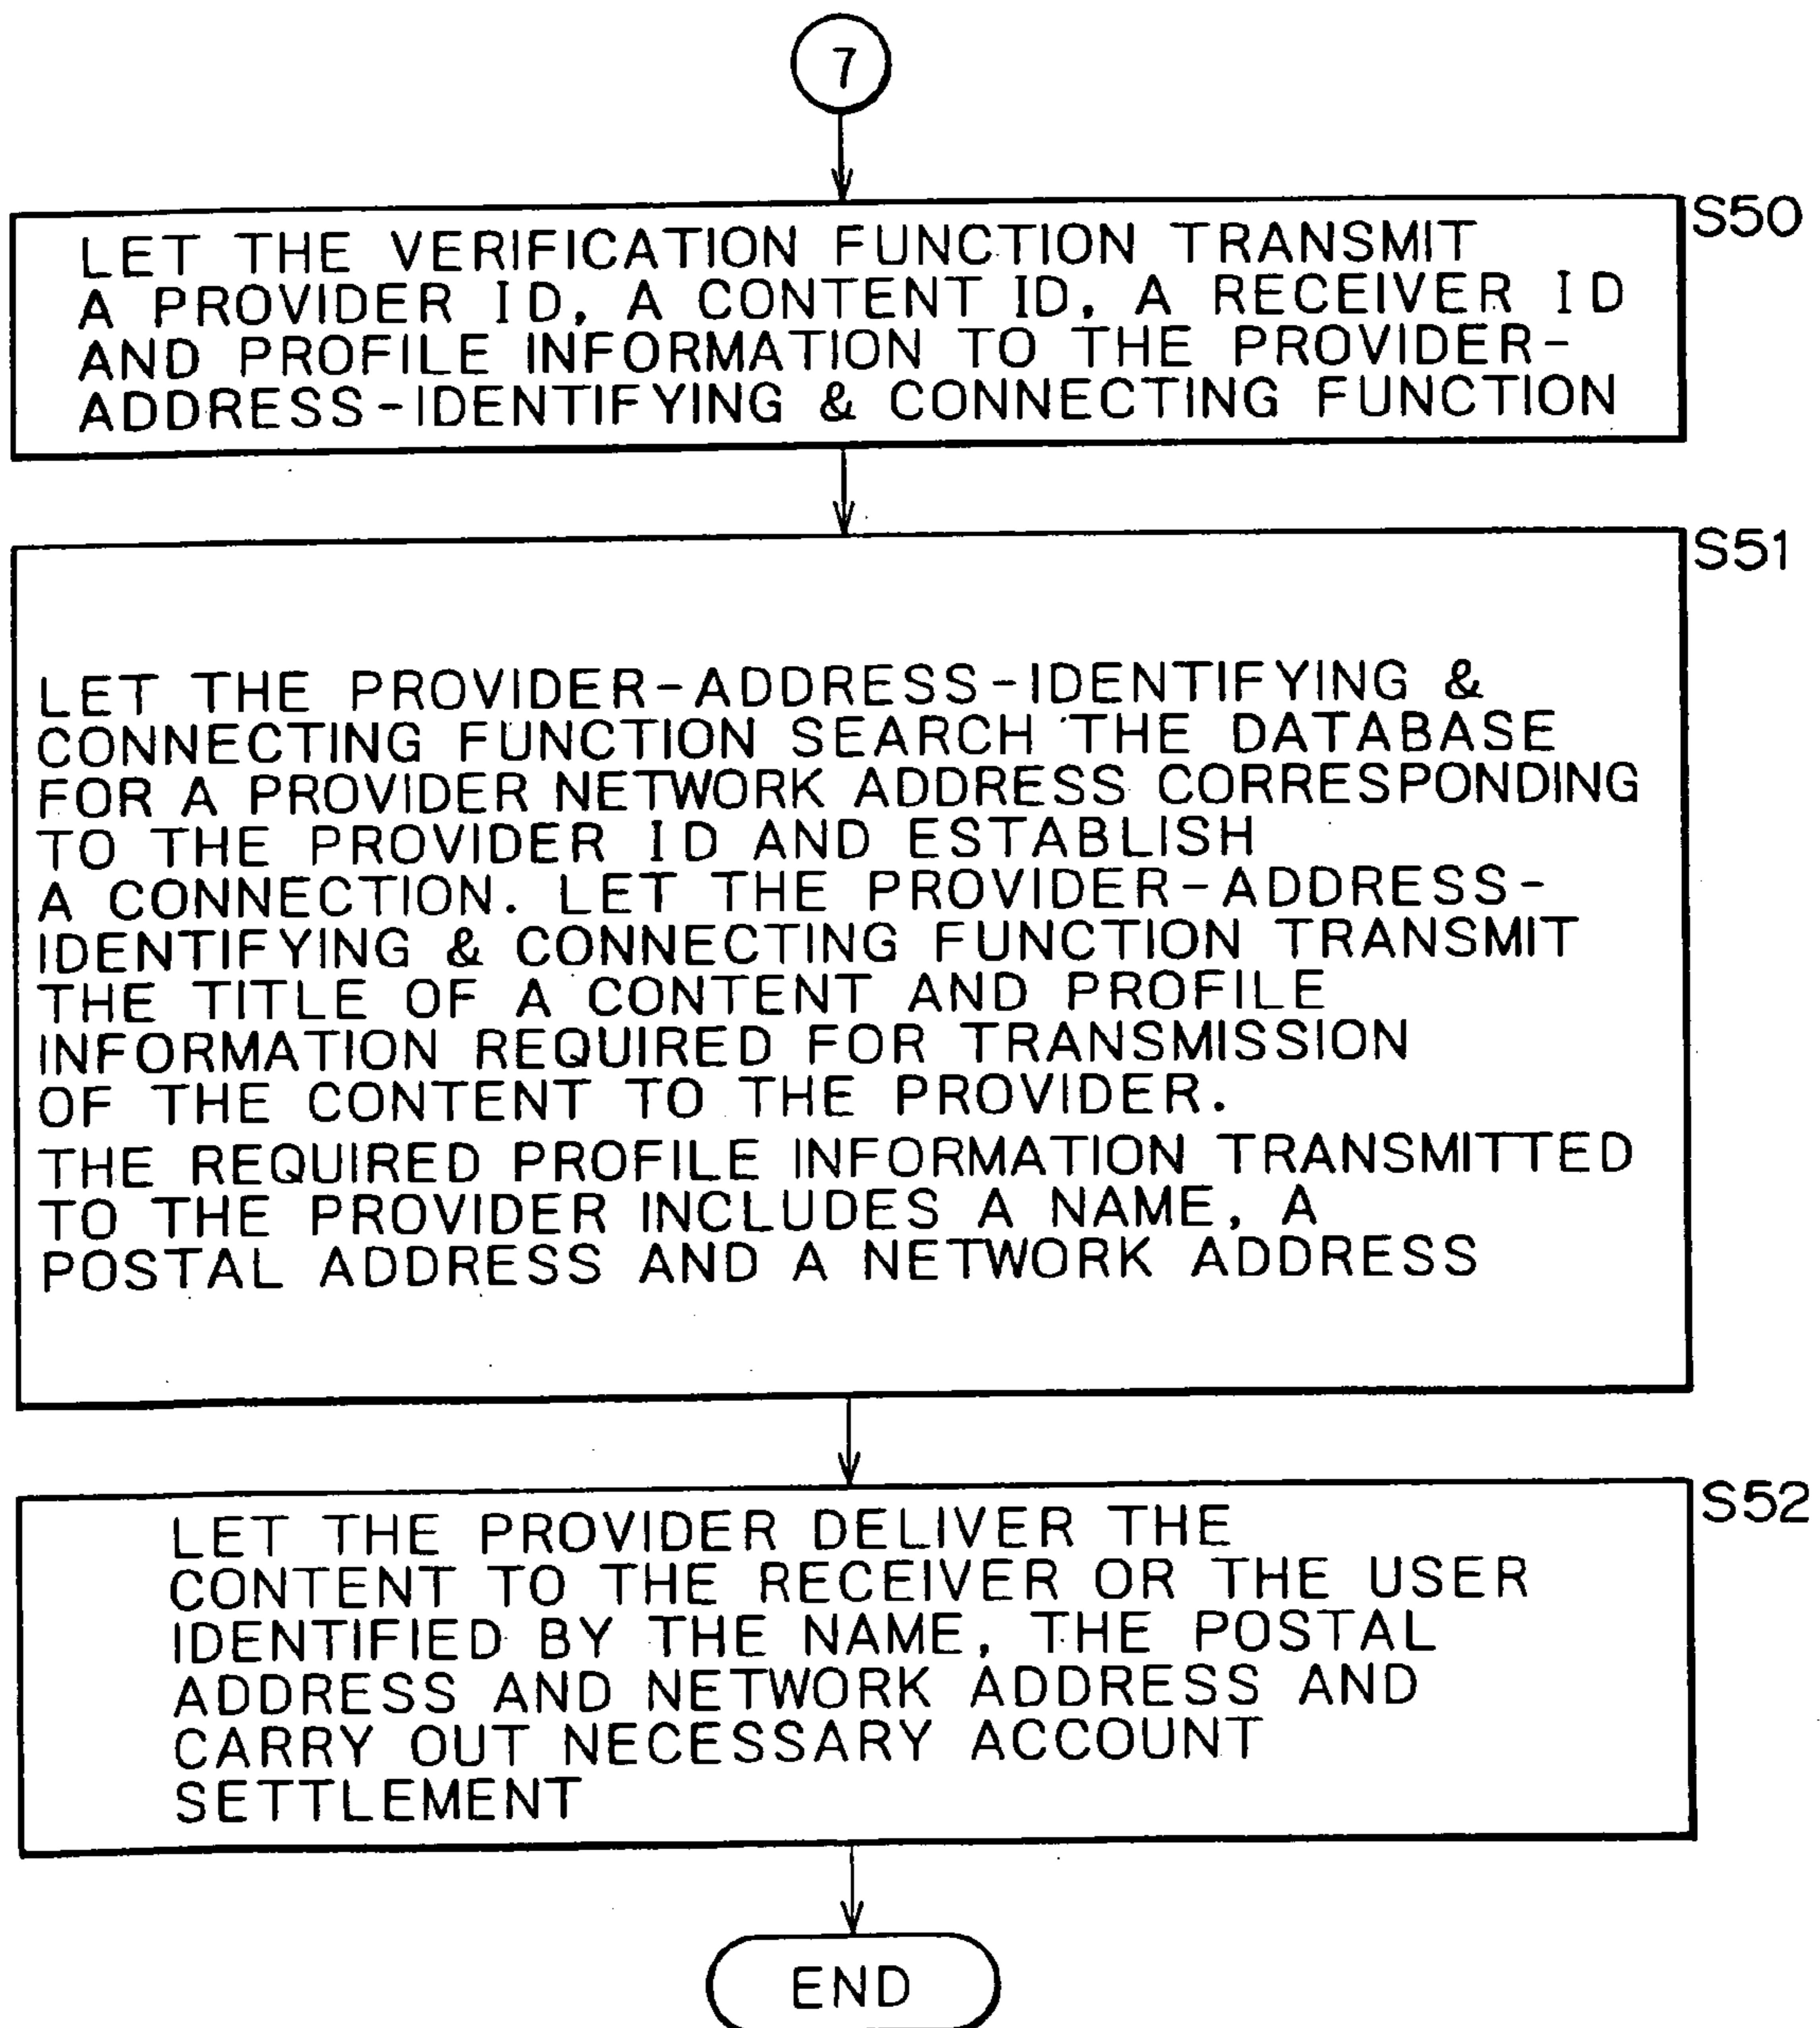 7
S50
LET THE VERIFICATION FUNCTION TRANSMIT
A PROVIDER ID, A CONTENT ID, A RECEIVER ID
AND PROFILE INFORMATION TO THE PROVIDER-
ADDRESS-IDENTIFYING & CONNECTING FUNCTION
S51
LET THE PROVIDER-ADDRESS-IDENTIFYING &
CONNECTING FUNCTION SEARCH THE DATABASE
FOR A PROVIDER NETWORK ADDRESS CORRESPONDING
TO THE PROVIDER ID AND ESTABLISH
A CONNECTION. LET THE PROVIDER-ADDRESS-
IDENTIFYING & CONNECTING FUNCTION TRANSMIT
THE TITLE OF A CONTENT AND PROFILE
INFORMATION REQUIRED FOR TRANSMISSION
OF THE CONTENT TO THE PROVIDER.
THE REQUIRED PROFILE INFORMATION TRANSMITTED
TO THE PROVIDER INCLUDES A NAME, A
POSTAL ADDRESS AND A NETWORK ADDRESS
S52
LET THE PROVIDER DELIVER THE
CONTENT TO THE RECEIVER OR THE USER
IDENTIFIED BY THE NAME, THE POSTAL
ADDRESS AND NETWORK ADDRESS AND
CARRY OUT NECESSARY ACCOUNT
SETTLEMENT
END